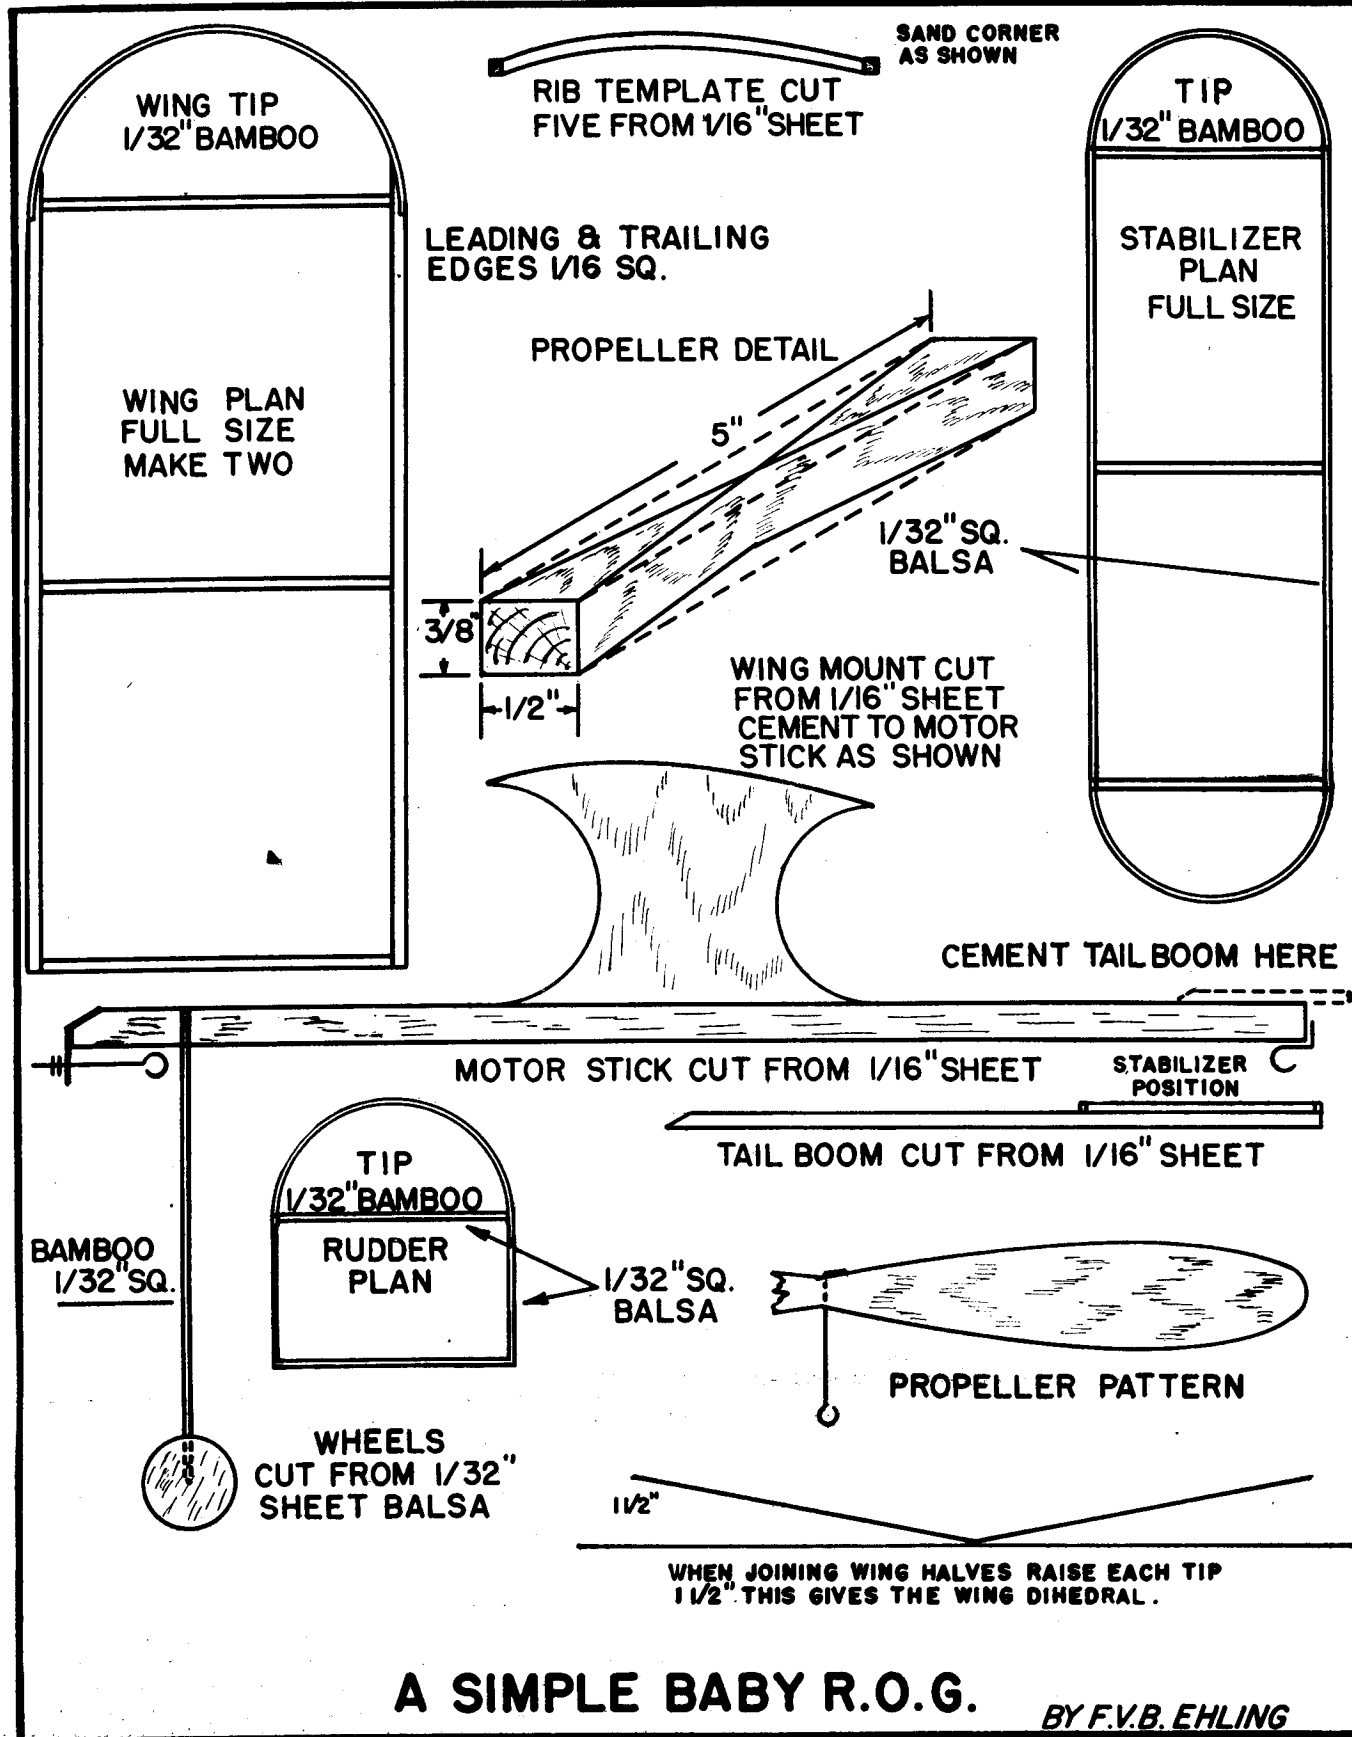 WING TIP
1/32" BAMBOO
SAND CORNER
AS SHOWN
RIB TEMPLATE CUT
FIVE FROM 1/16" SHEET
TIP
1/32" BAMBOO
LEADING & TRAILING
EDGES 1/16 SQ.
STABILIZER
PLAN
FULL SIZE
PROPELLER DETAIL
5"
WING PLAN
FULL SIZE
MAKE TWO
1/32" SQ.
BALSA
3/8"
1/2"
WING MOUNT CUT
FROM 1/16" SHEET
CEMENT TO MOTOR
STICK AS SHOWN
CEMENT TAIL BOOM HERE
MOTOR STICK CUT FROM 1/16" SHEET
STABILIZER
POSITION
TAIL BOOM CUT FROM 1/16" SHEET
TIP
1/32" BAMBOO
RUDDER
PLAN
BAMBOO
1/32" SQ.
1/32" SQ.
BALSA
PROPELLER PATTERN
WHEELS
CUT FROM 1/32"
SHEET BALSA
1 1/2"
WHEN JOINING WING HALVES RAISE EACH TIP
1 1/2" THIS GIVES THE WING DIHEDRAL.
A SIMPLE BABY R.O.G.
BY F.V.B. EHLING